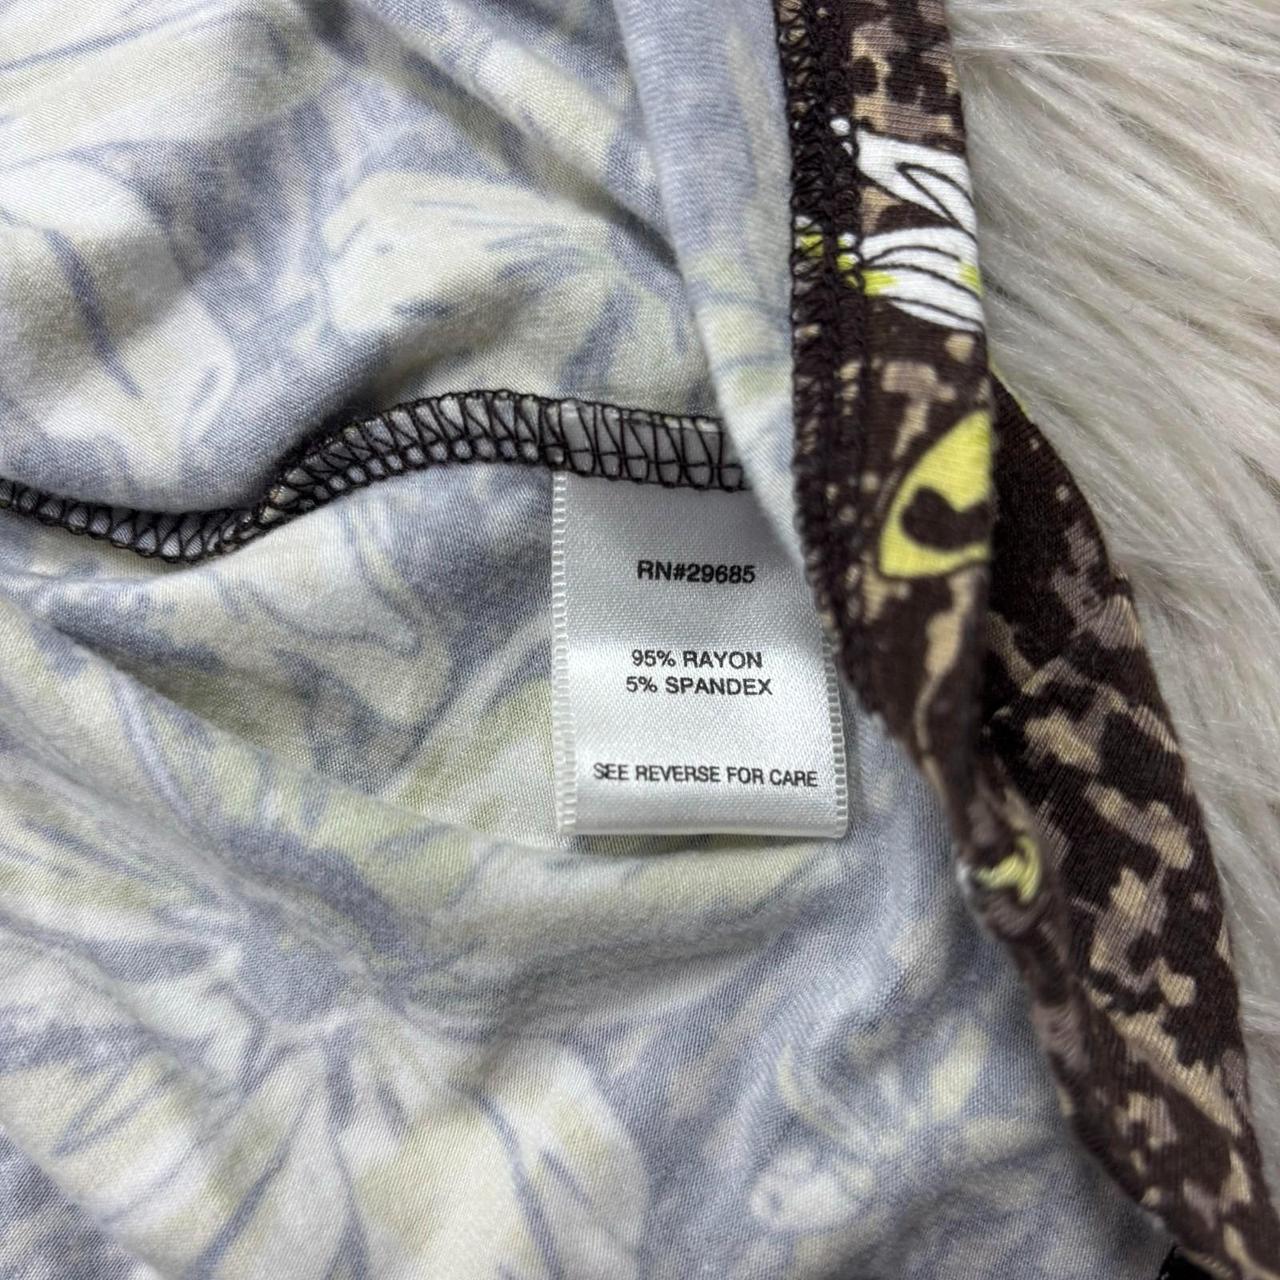 RN#29685
95% RAYON
5% SPANDEX
SEE REVERSE FOR CARE